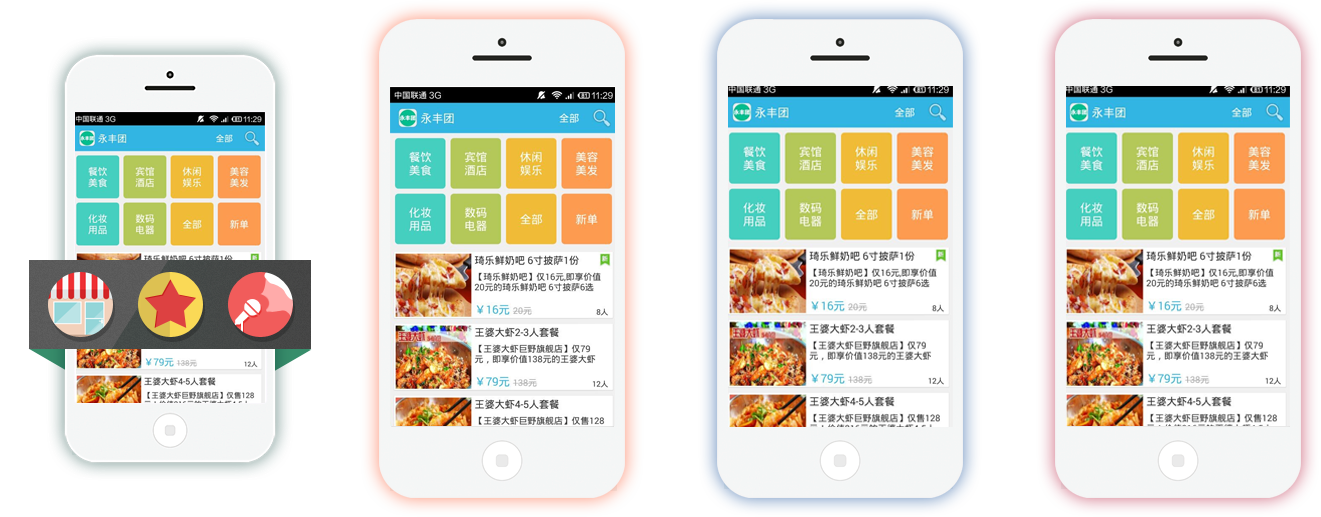 中国联通 3G 11:29
永丰团 全部
餐饮美食 宾馆酒店 休闲娱乐 美容美发
化妆用品 数码电器 全部 新单
¥79元 138元 12人
王婆大虾4-5人套餐
【王婆大虾巨野旗舰店】仅售128
中国联通 3G 11:29
永丰团 全部
餐饮美食 宾馆酒店 休闲娱乐 美容美发
化妆用品 数码电器 全部 新单
琦乐鲜奶吧 6寸披萨1份
【琦乐鲜奶吧】仅16元,即享价值
20元的琦乐鲜奶吧 6寸披萨6选
¥16元 20元 8人
王婆大虾2-3人套餐
【王婆大虾巨野旗舰店】仅79
元，即享价值138元的王婆大虾
¥79元 138元 12人
王婆大虾4-5人套餐
【王婆大虾巨野旗舰店】仅售128
中国联通 3G 11:29
永丰团 全部
餐饮美食 宾馆酒店 休闲娱乐 美容美发
化妆用品 数码电器 全部 新单
琦乐鲜奶吧 6寸披萨1份
【琦乐鲜奶吧】仅16元,即享价值
20元的琦乐鲜奶吧 6寸披萨6选
¥16元 20元 8人
王婆大虾2-3人套餐
【王婆大虾巨野旗舰店】仅79
元，即享价值138元的王婆大虾
¥79元 138元 12人
王婆大虾4-5人套餐
【王婆大虾巨野旗舰店】仅售128
中国联通 3G 11:29
永丰团 全部
餐饮美食 宾馆酒店 休闲娱乐 美容美发
化妆用品 数码电器 全部 新单
琦乐鲜奶吧 6寸披萨1份
【琦乐鲜奶吧】仅16元,即享价值
20元的琦乐鲜奶吧 6寸披萨6选
¥16元 20元 8人
王婆大虾2-3人套餐
【王婆大虾巨野旗舰店】仅79
元，即享价值138元的王婆大虾
¥79元 138元 12人
王婆大虾4-5人套餐
【王婆大虾巨野旗舰店】仅售128